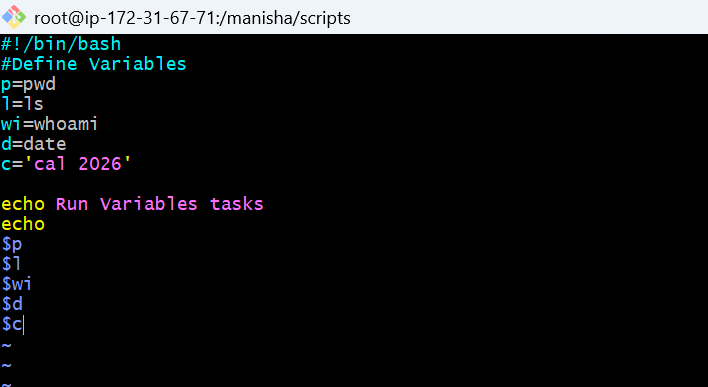 root@ip-172-31-67-71:/manisha/scripts
#!/bin/bash
#Define Variables
p=pwd
l=ls
wi=whoami
d=date
c='cal 2026'
echo Run Variables tasks
echo
$p
$l
$wi
$d
$c
~
~
~